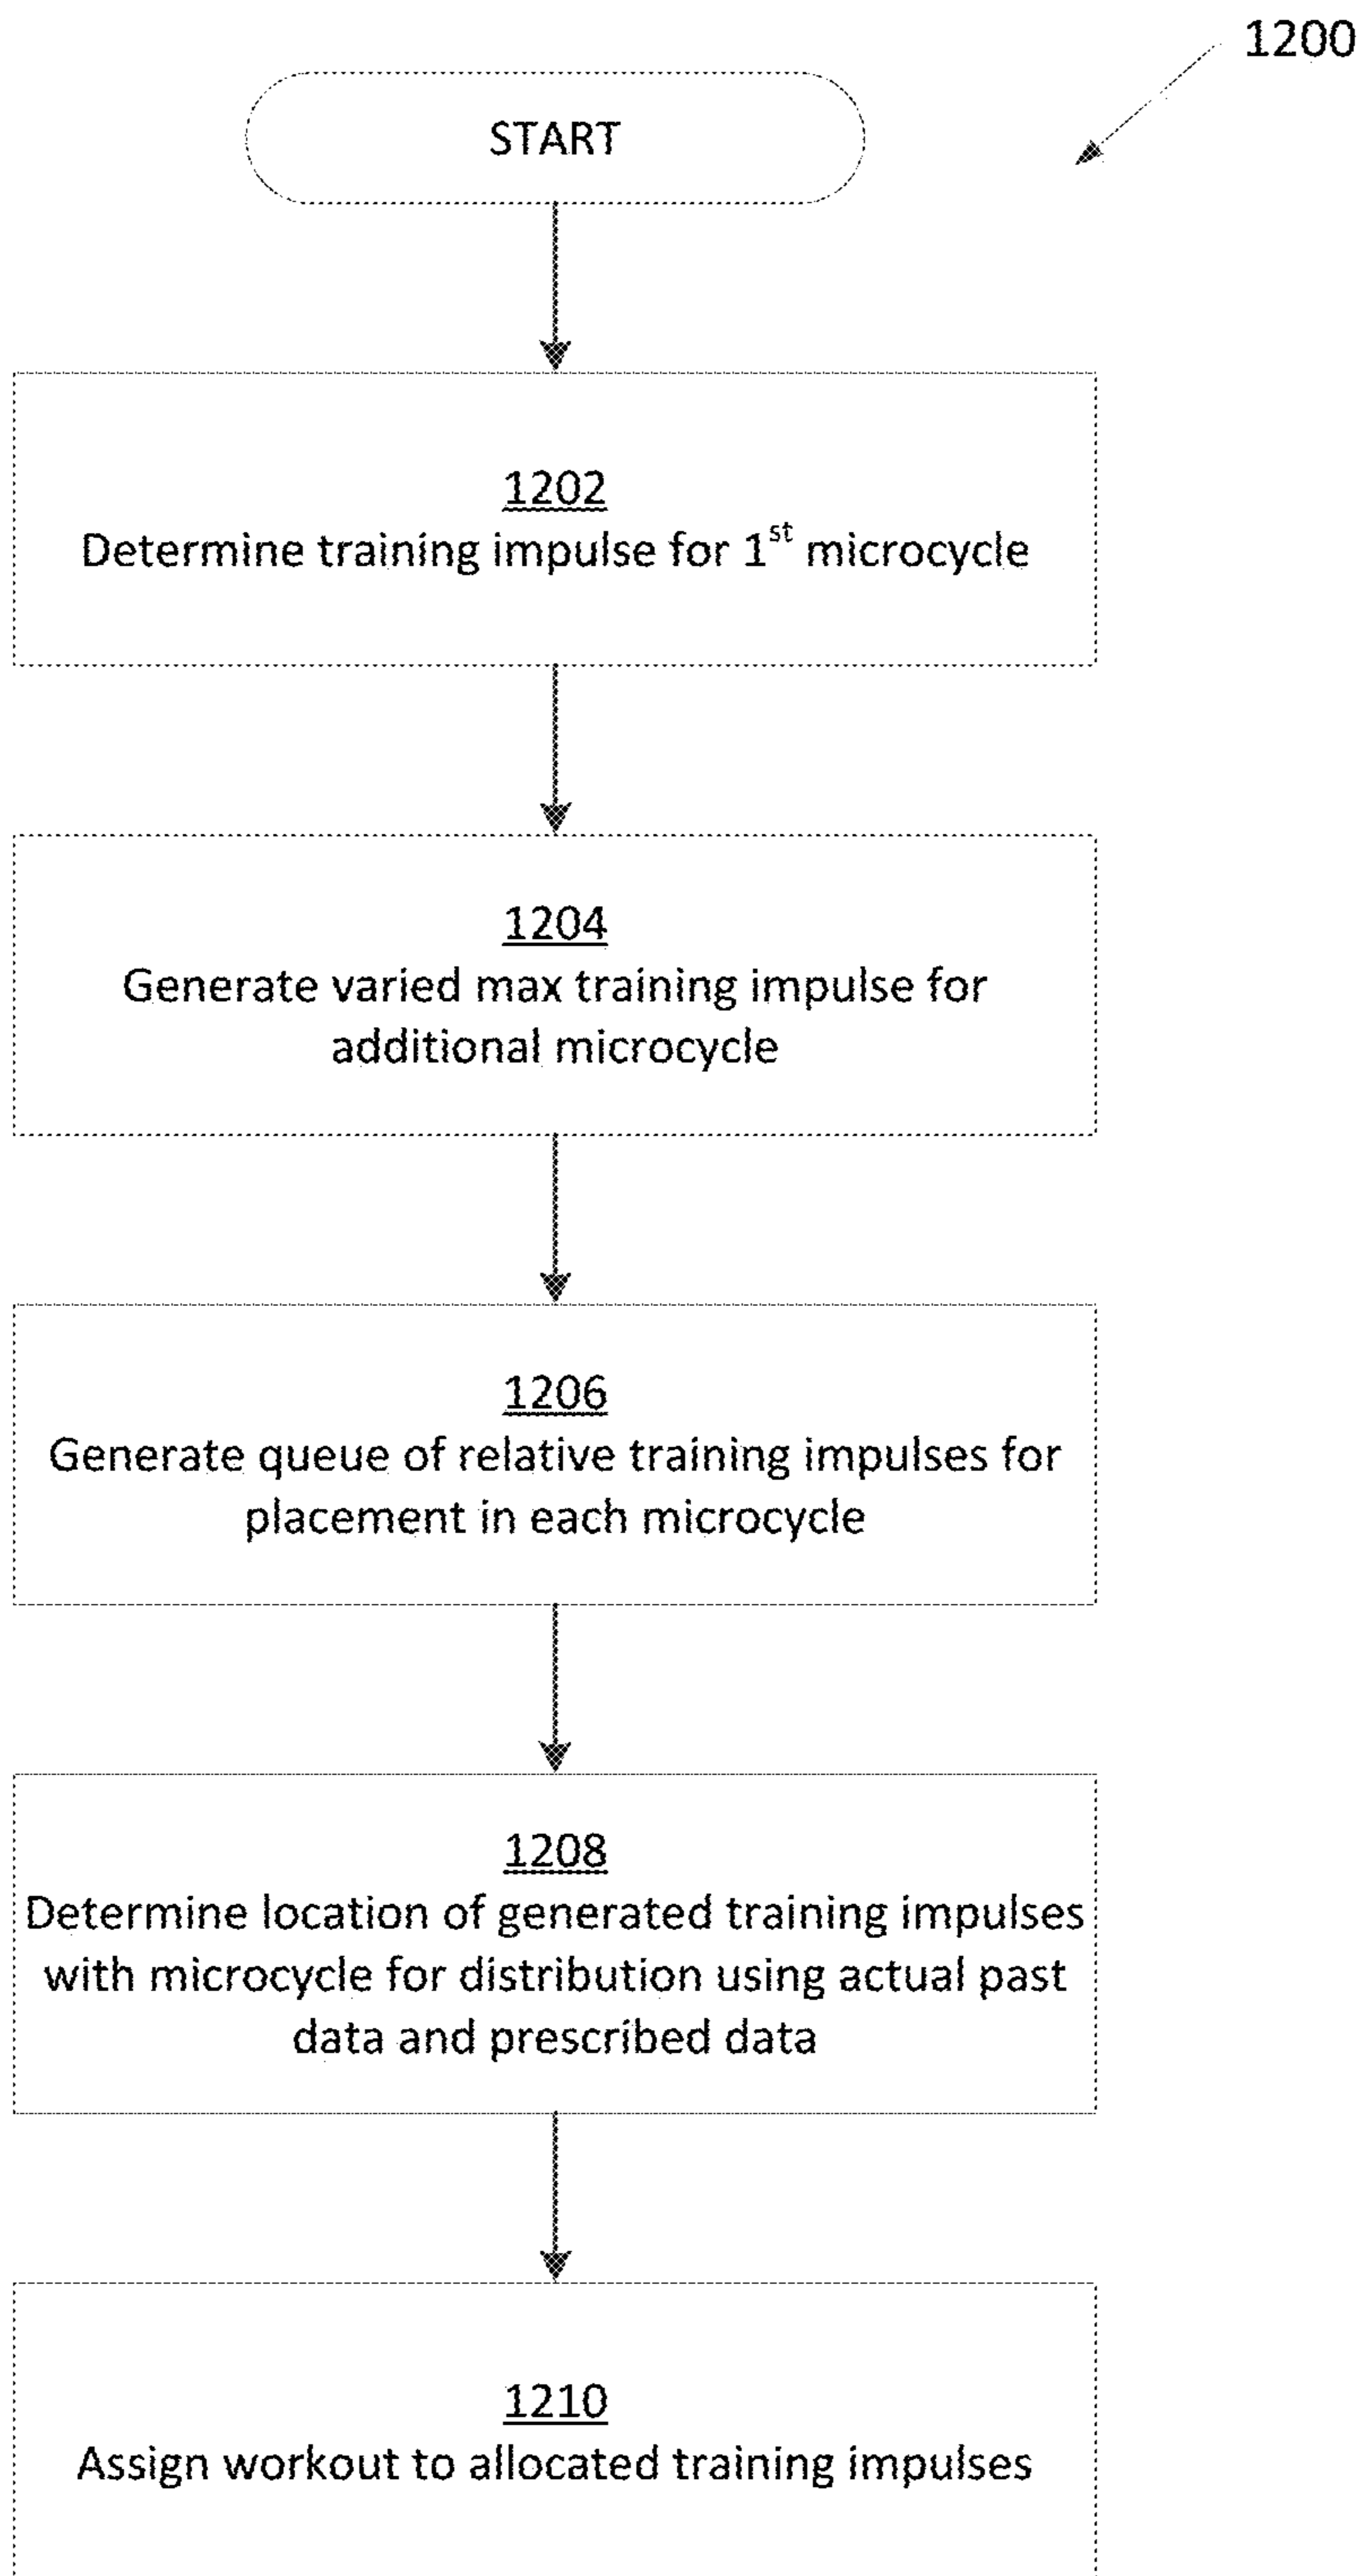 1200
START
1202
Determine training impulse for 1st microcycle
1204
Generate varied max training impulse for
additional microcycle
1206
Generate queue of relative training impulses for
placement in each microcycle
1208
Determine location of generated training impulses
with microcycle for distribution using actual past
data and prescribed data
1210
Assign workout to allocated training impulses